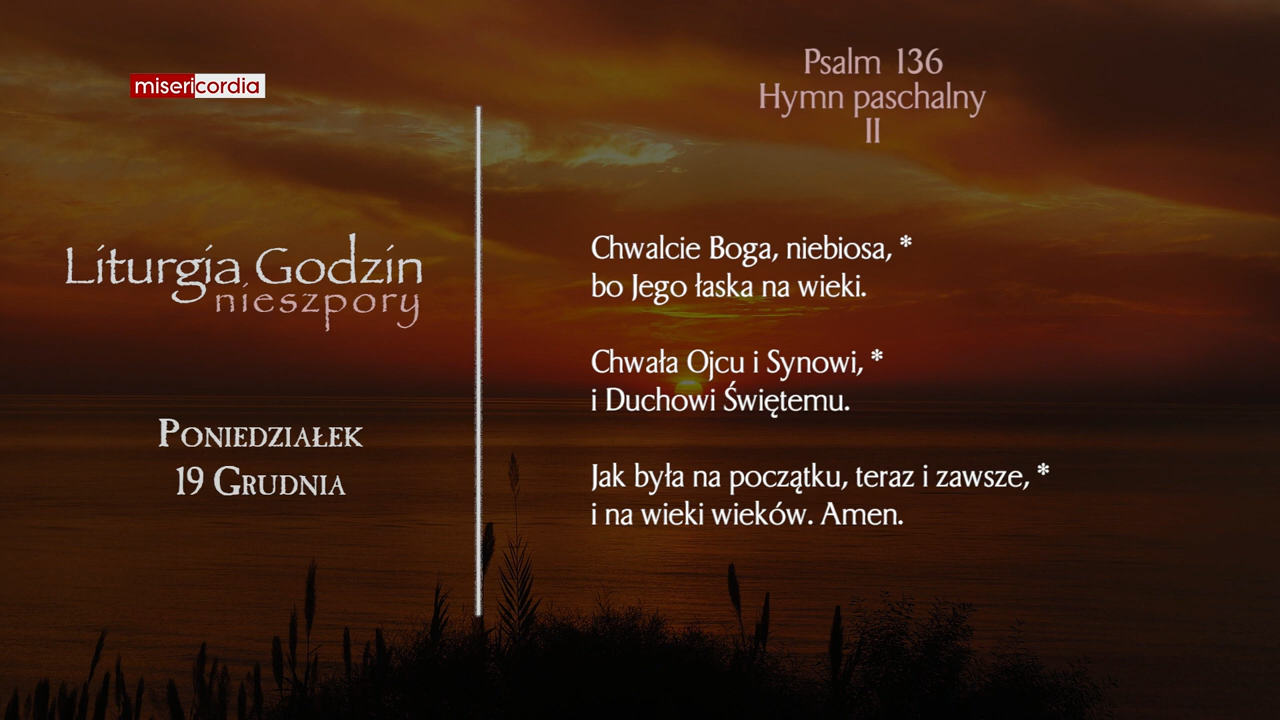 misericordia
Liturgia Godzin
nieszpory
Poniedziałek
19 Grudnia
Psalm 136
Hymn paschalny
II
Chwalcie Boga, niebiosa, *
bo Jego łaska na wieki.
Chwała Ojcu i Synowi, *
i Duchowi Świętemu.
Jak była na początku, teraz i zawsze, *
i na wieki wieków. Amen.